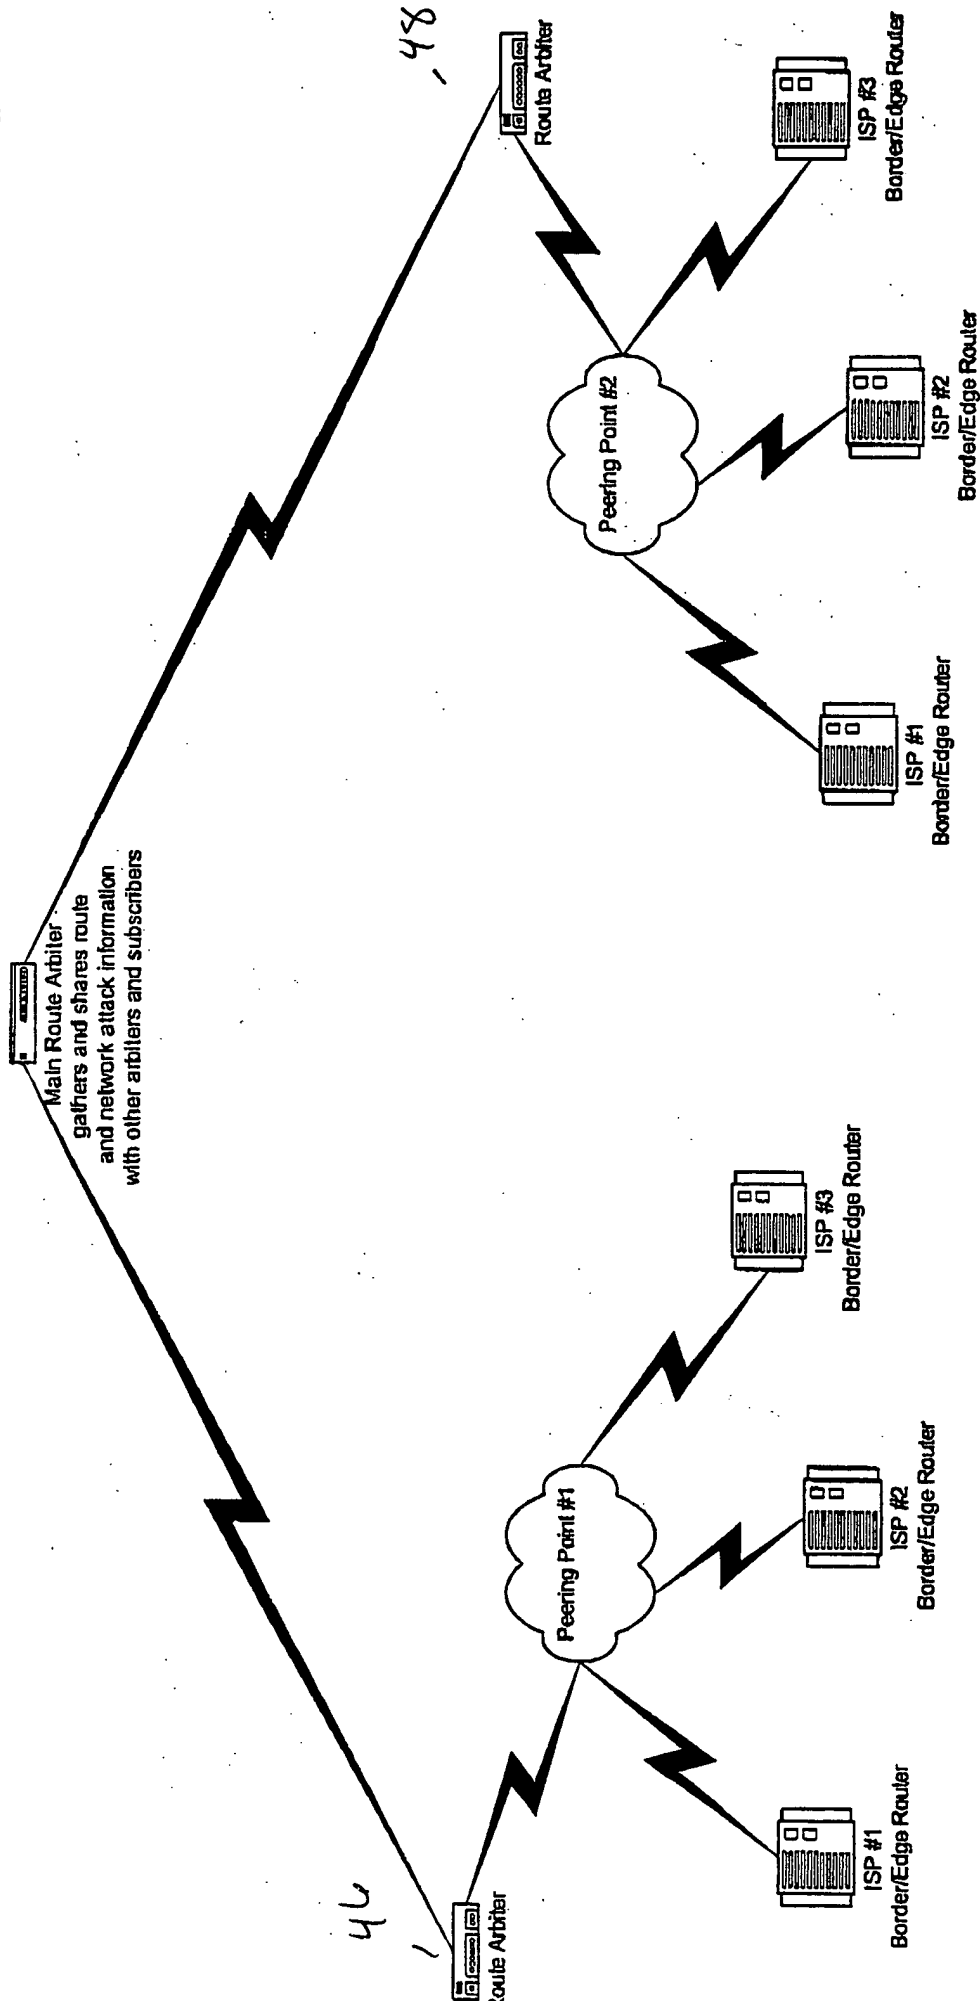 Main Route Arbiter
gathers and shares route
and network attack information
with other arbiters and subscribers
46
Route Arbiter
48
Route Arbiter
Peering Point #1
ISP #1
Border/Edge Router
ISP #2
Border/Edge Router
ISP #3
Border/Edge Router
Peering Point #2
ISP #1
Border/Edge Router
ISP #2
Border/Edge Router
ISP #3
Border/Edge Router